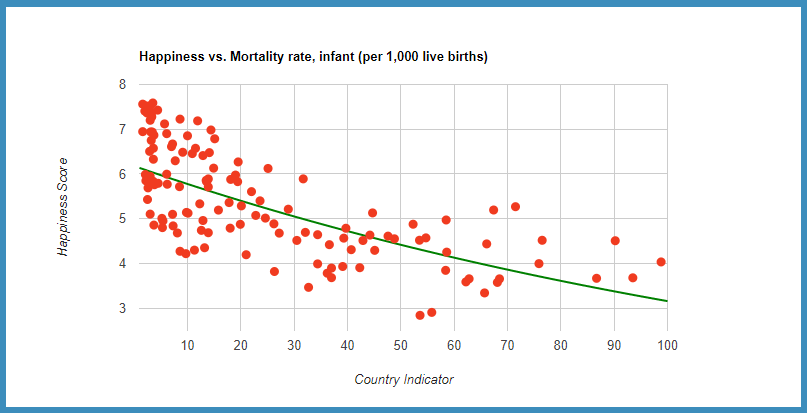 Happiness vs. Mortality rate, infant (per 1,000 live births)
8
7
6
5
4
3
Happiness Score
10 20 30 40 50 60 70 80 90 100
Country Indicator